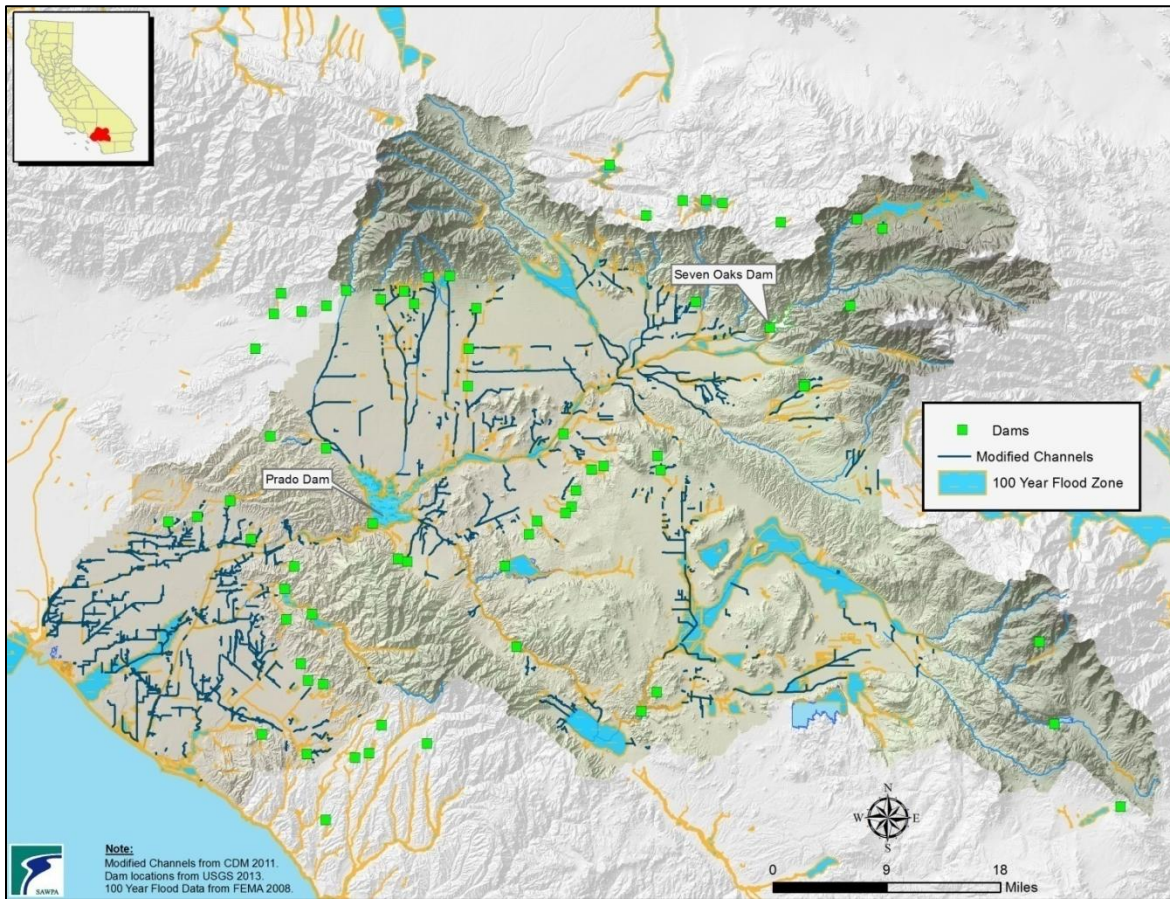 Seven Oaks Dam
Prado Dam
Dams
Modified Channels
100 Year Flood Zone
N
W E
S
0 9 18
Miles
SAWPA
Note:
Modified Channels from CDM 2011.
Dam locations from USGS 2013.
100 Year Flood Data from FEMA 2008.